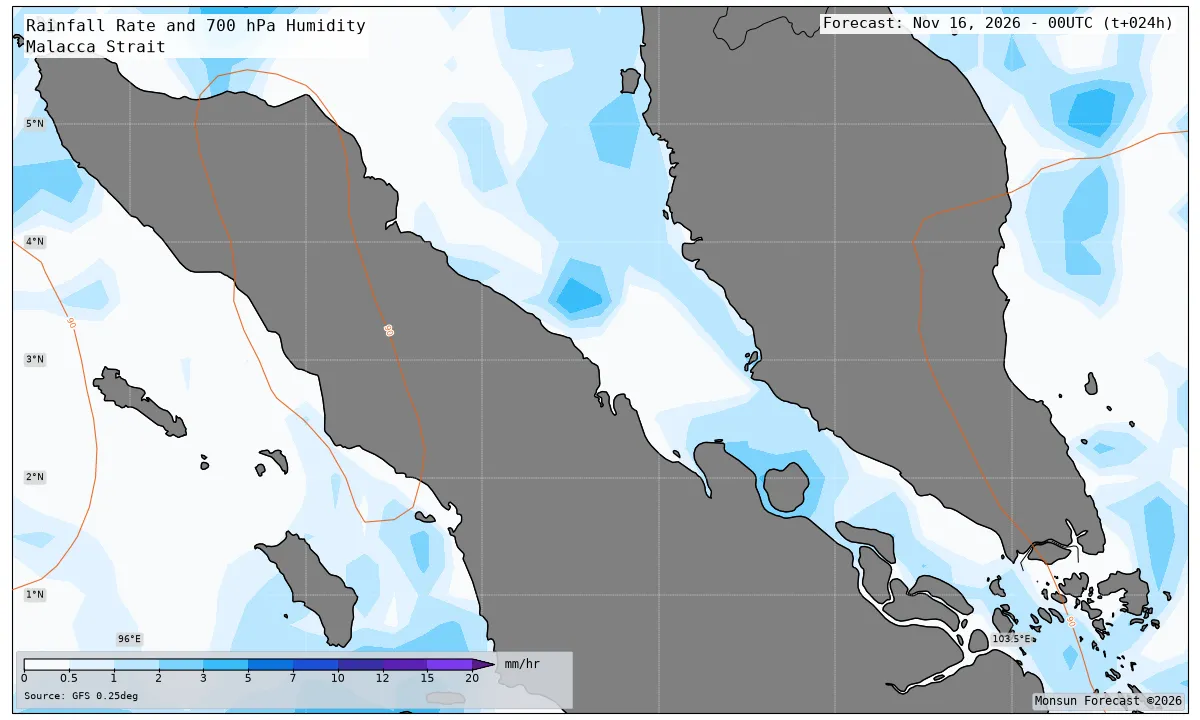 Rainfall Rate and 700 hPa Humidity
Malacca Strait
Forecast: Nov 16, 2026 - 00UTC (t+024h)
5°N
4°N
90
90
3°N
2°N
1°N
90
96°E
103.5°E
mm/hr
0 0.5 1 2 3 5 7 10 12 15 20
Source: GFS 0.25deg
Monsun Forecast ©2026